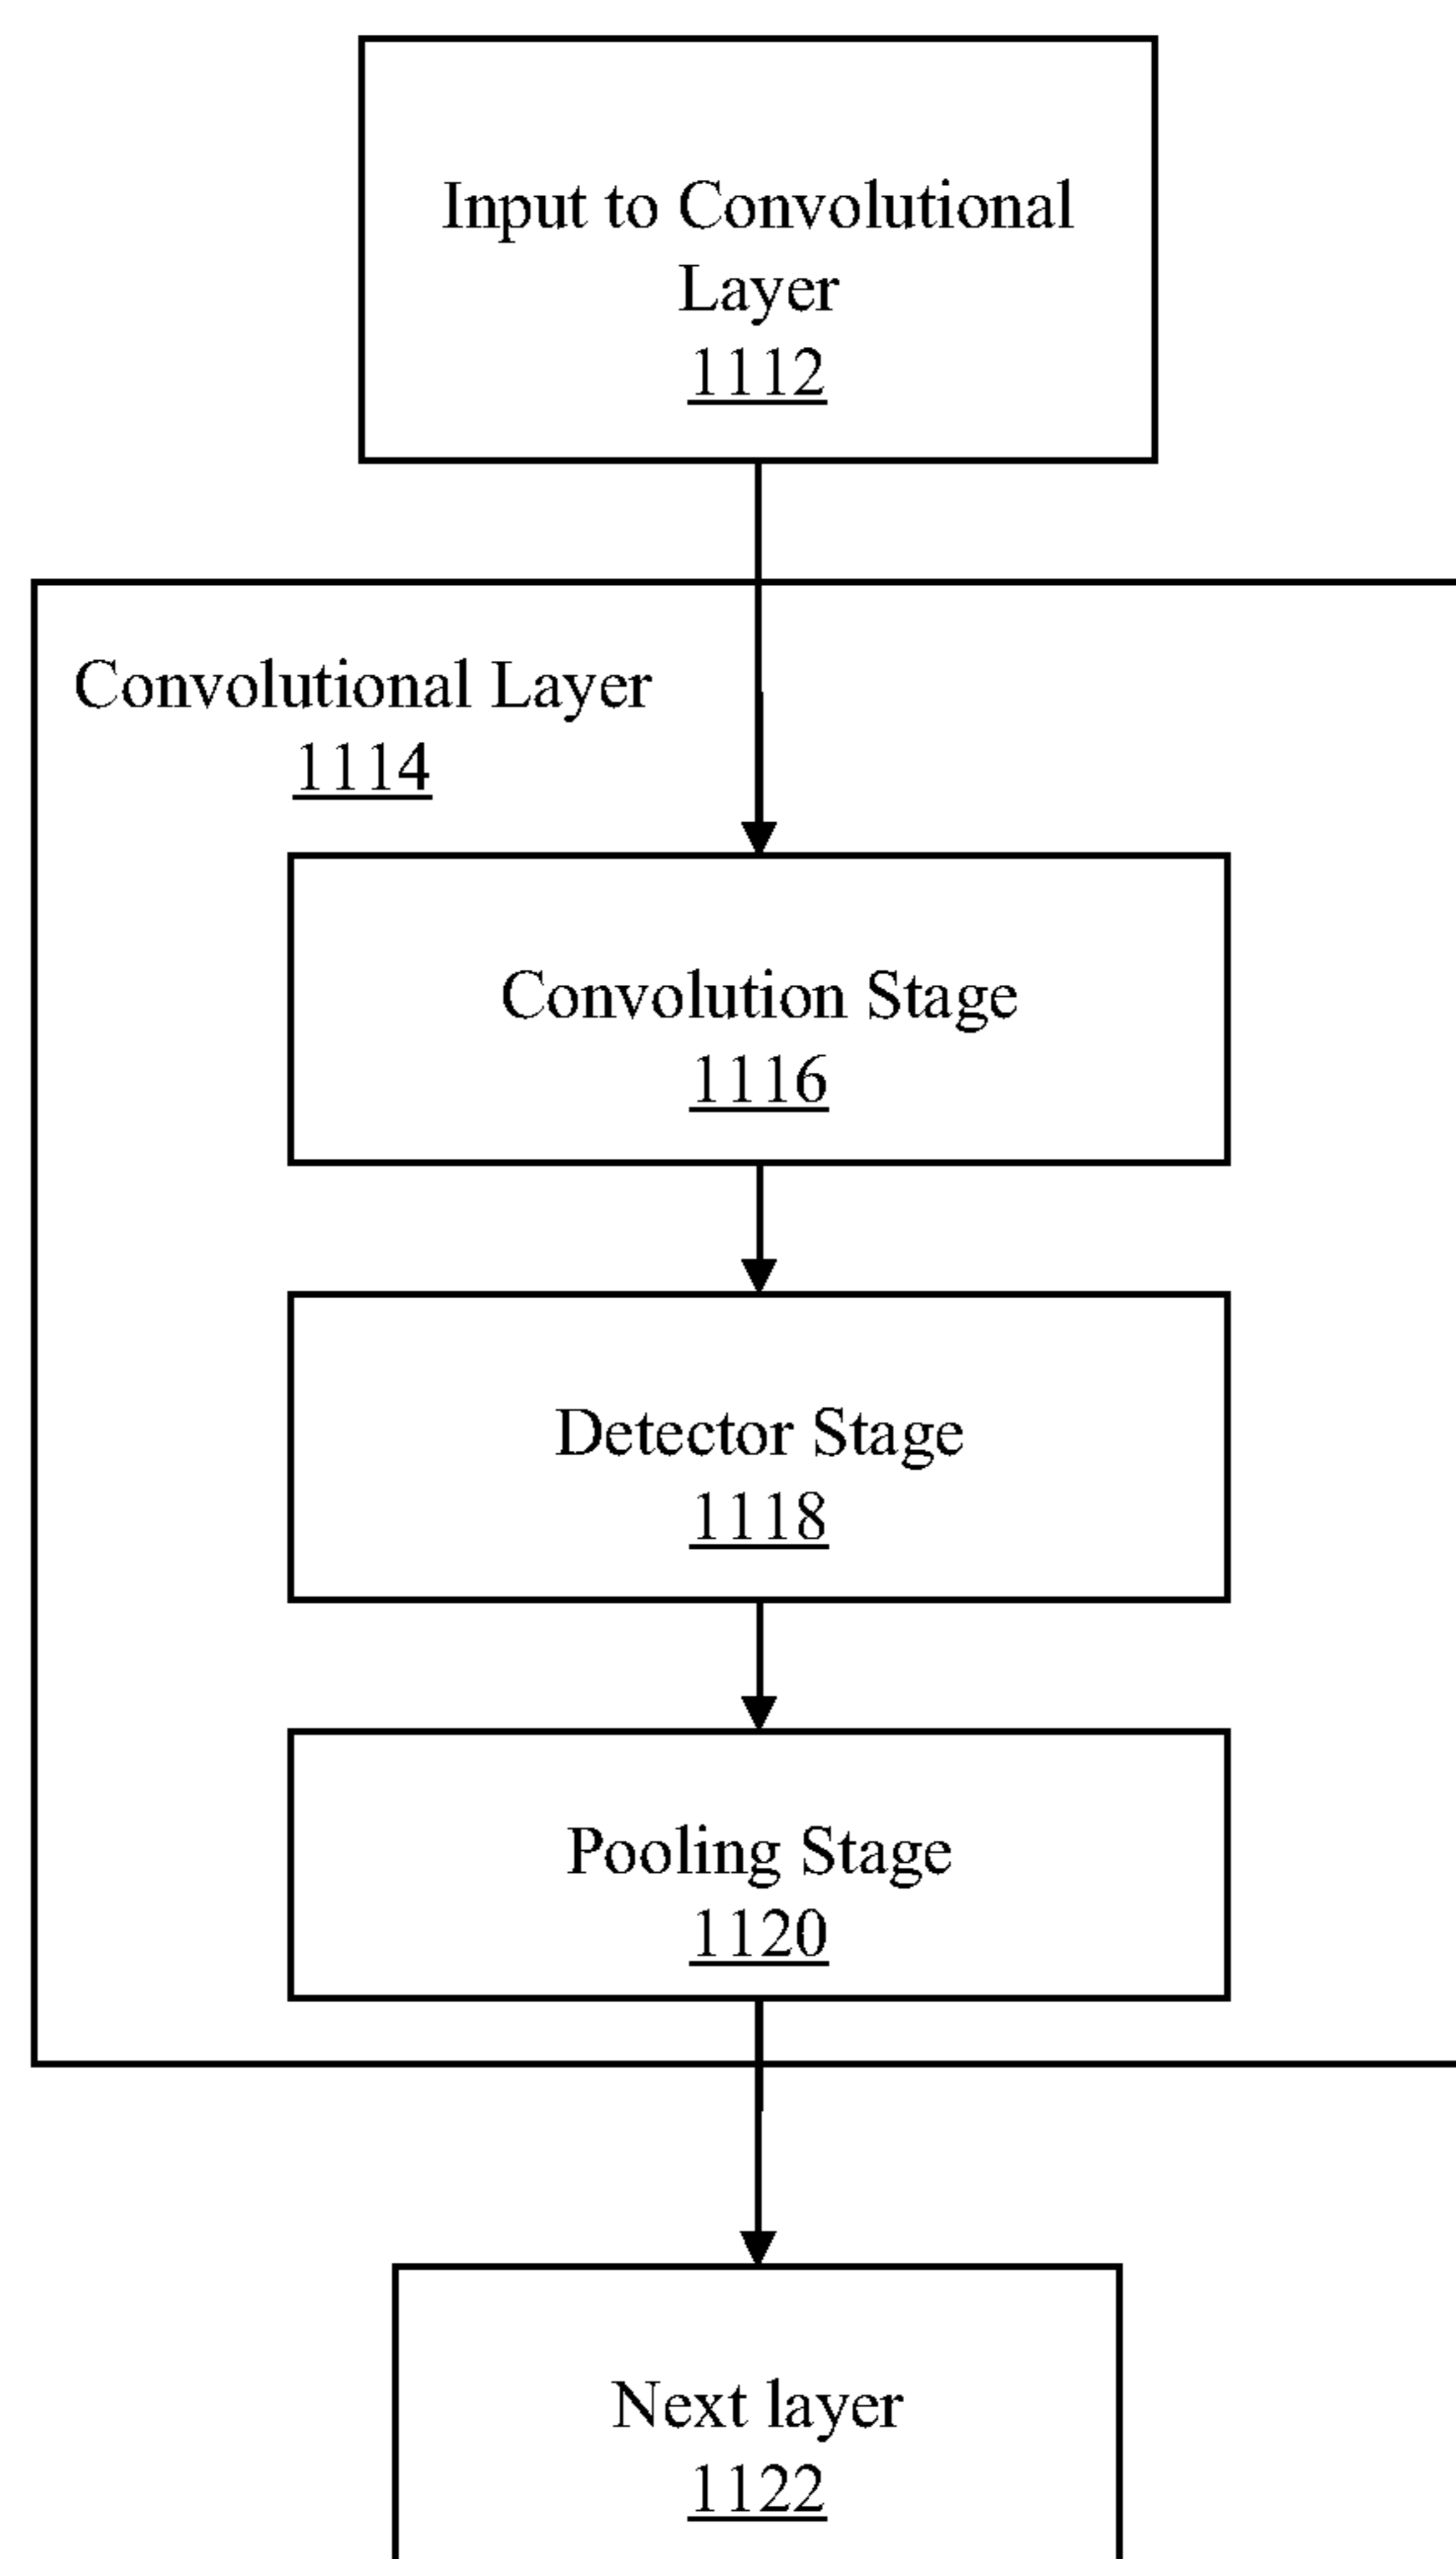 Input to Convolutional
Layer
1112
Convolutional Layer
1114
Convolution Stage
1116
Detector Stage
1118
Pooling Stage
1120
Next layer
1122